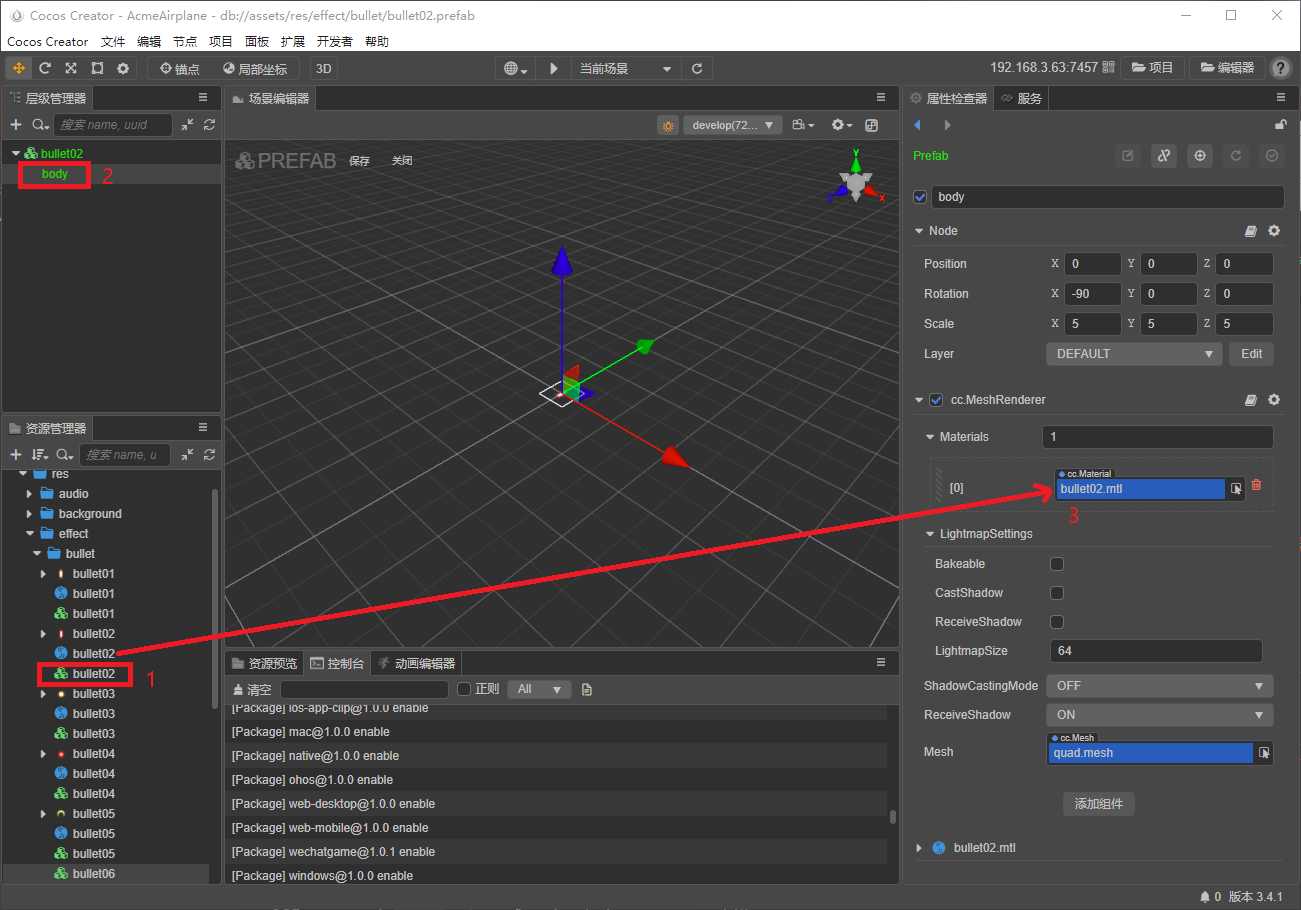 Cocos Creator - AcmeAirplane - db://assets/res/effect/bullet/bullet02.prefab
Cocos Creator 文件 编辑 节点 项目 面板 扩展 开发者 帮助
锚点 局部坐标 3D 当前场景 192.168.3.63:7457 项目 编辑器 ?
层级管理器
搜索 name, uuid
bullet02
body 2
场景编辑器
develop(72...
PREFAB 保存 关闭
Y
X
资源管理器
搜索 name, u
res
audio
background
effect
bullet
bullet01
bullet01
bullet01
bullet02
bullet02
bullet02 1
bullet03
bullet03
bullet03
bullet04
bullet04
bullet04
bullet05
bullet05
bullet05
bullet06
资源预览 控制台 动画编辑器
清空 正则 All
[Package] ios-app-clip@1.0.0 enable
[Package] mac@1.0.0 enable
[Package] native@1.0.0 enable
[Package] ohos@1.0.0 enable
[Package] web-desktop@1.0.0 enable
[Package] web-mobile@1.0.0 enable
[Package] wechatgame@1.0.1 enable
[Package] windows@1.0.0 enable
属性检查器 服务
Prefab
body
Node
Position X 0 Y 0 Z 0
Rotation X -90 Y 0 Z 0
Scale X 5 Y 5 Z 5
Layer DEFAULT Edit
cc.MeshRenderer
Materials 1
cc.Material
[0] bullet02.mtl
3
LightmapSettings
Bakeable
CastShadow
ReceiveShadow
LightmapSize 64
ShadowCastingMode OFF
ReceiveShadow ON
cc.Mesh
Mesh quad.mesh
添加组件
bullet02.mtl
0 版本 3.4.1